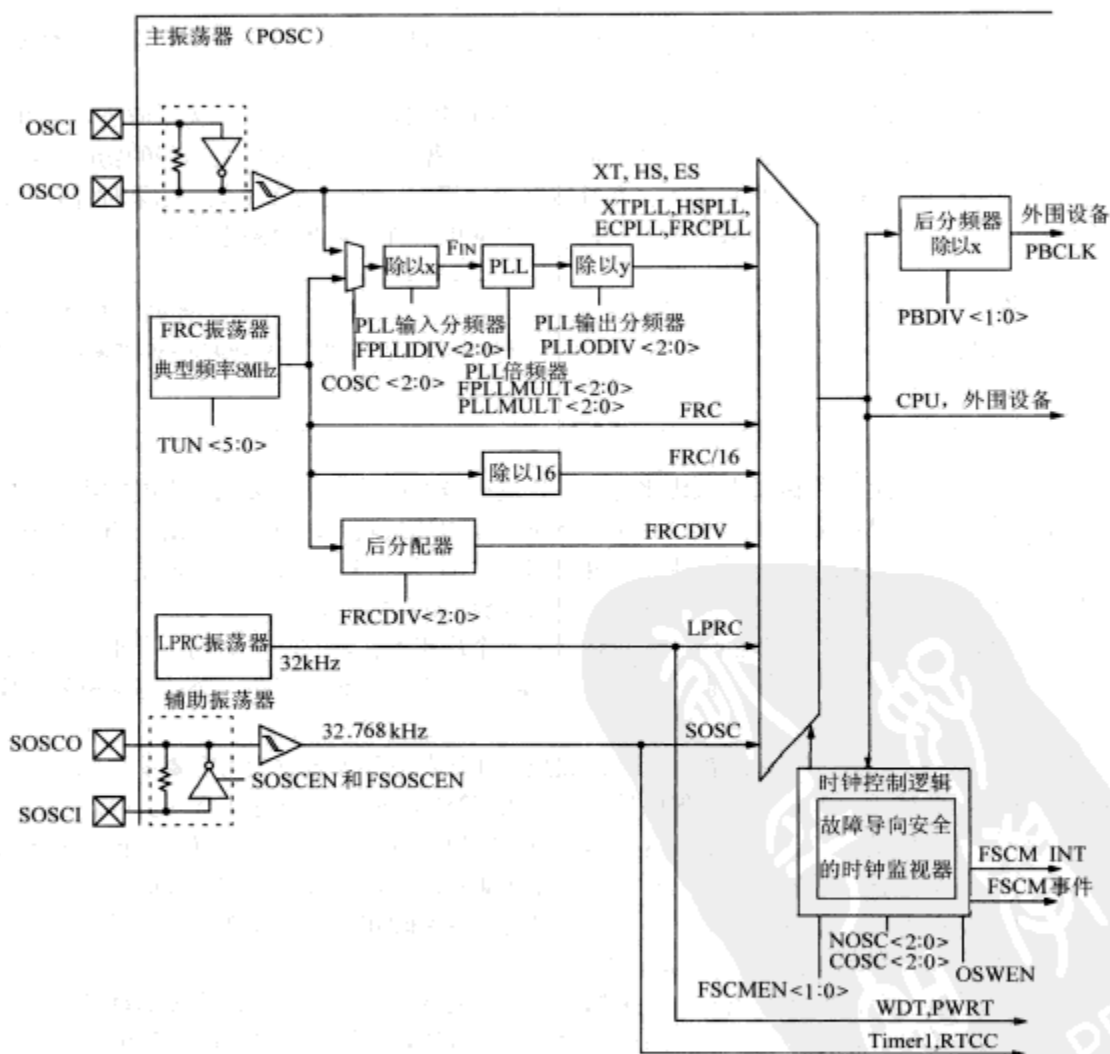 主振荡器（POSC）
OSCI
OSCO
XT, HS, ES
XTPLL,HSPLL,
ECPLL,FRCPLL
后分频器
除以x
外围设备
PBCLK
PBDIV<1:0>
除以x
FIN
PLL
除以y
FRC振荡器
典型频率8MHz
PLL输入分频器
FPLLIDIV<2:0>
PLL输出分频器
PLLODIV<2:0>
COSC<2:0>
PLL倍频器
FPLLMULT<2:0>
PLLMULT<2:0>
CPU，外围设备
TUN<5:0>
FRC
除以16
FRC/16
后分配器
FRCDIV
FRCDIV<2:0>
LPRC振荡器
32kHz
LPRC
辅助振荡器
SOSCO
32.768kHz
SOSC
SOSCEN和FSOSCEN
SOSCI
时钟控制逻辑
故障导向安全
的时钟监视器
FSCM INT
FSCM事件
NOSC<2:0>
COSC<2:0>
OSWEN
FSCMEN<1:0>
WDT,PWRT
Timer1,RTCC